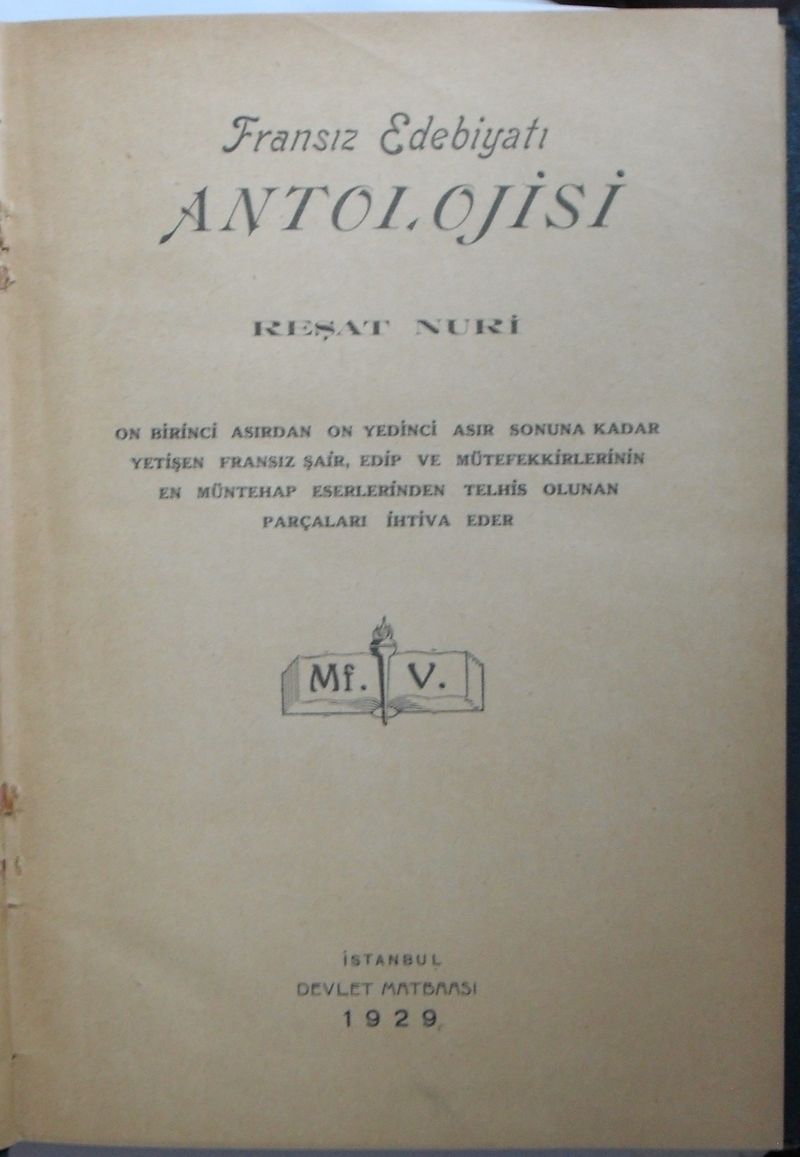 Fransız Edebiyatı
ANTOLOJİSİ
REŞAT NURİ
ON BİRİNCİ ASIRDAN ON YEDİNCİ ASIR SONUNA KADAR
YETİŞEN FRANSIZ ŞAİR, EDİP VE MÜTEFEKKİRLERİNİN
EN MÜNTEHAP ESERLERİNDEN TELHİS OLUNAN
PARÇALARI İHTİVA EDER
Mf. V.
İSTANBUL
DEVLET MATBAASI
1929